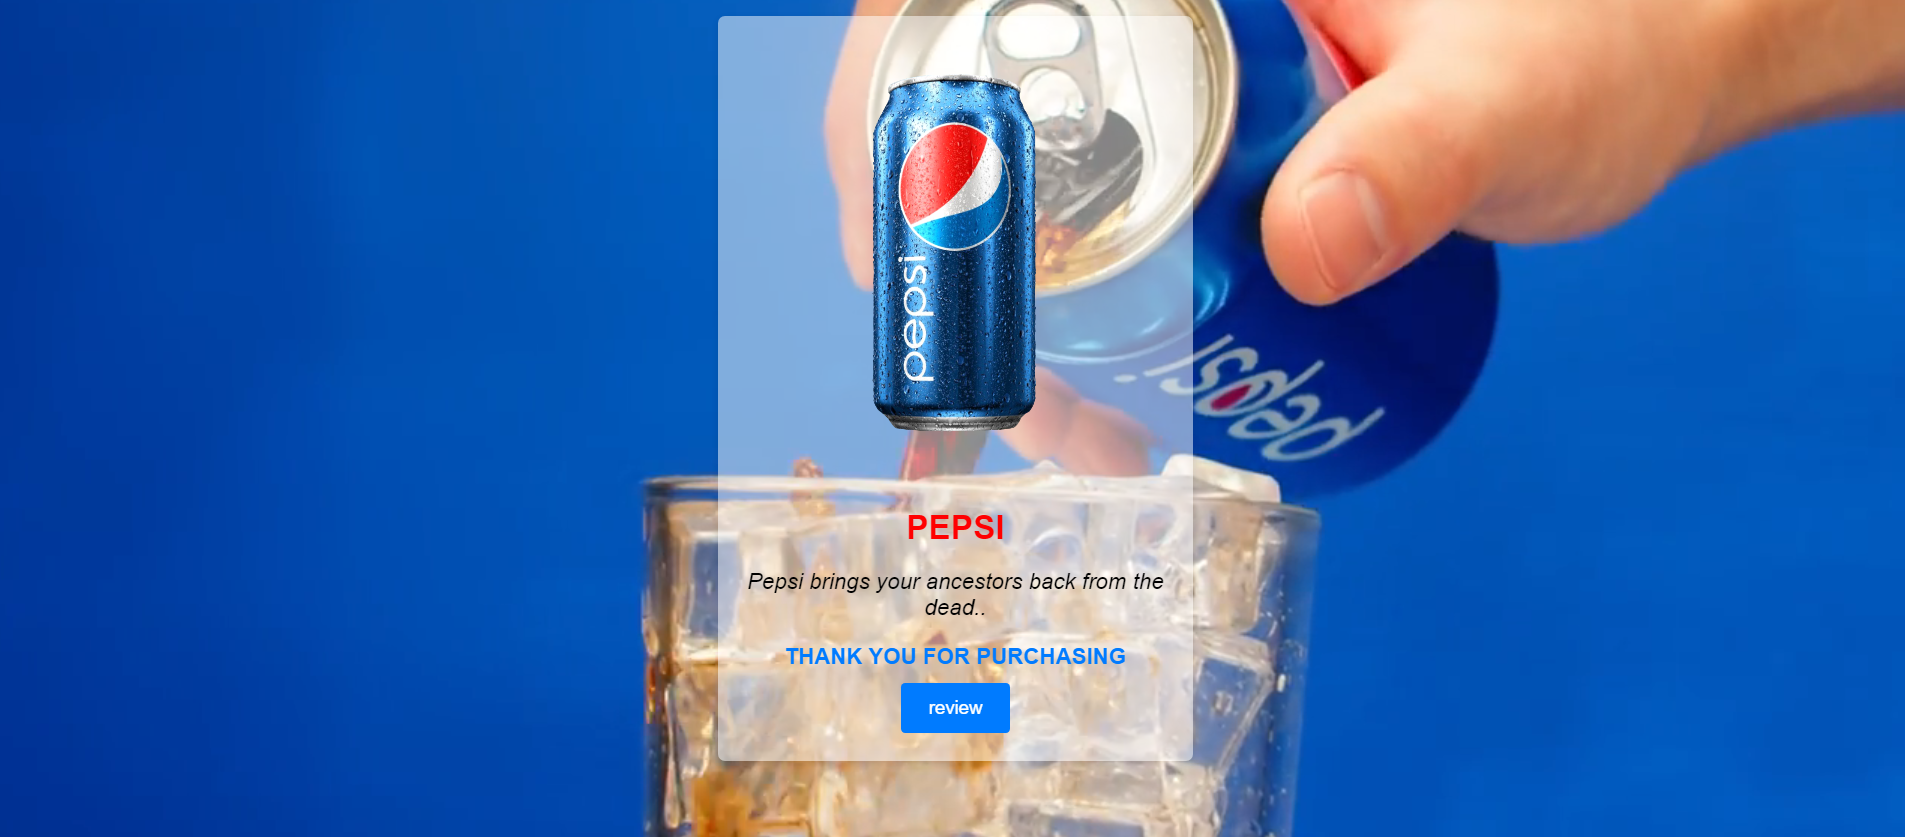 pepsi
pepsi
PEPSI
Pepsi brings your ancestors back from the
dead..
THANK YOU FOR PURCHASING
review